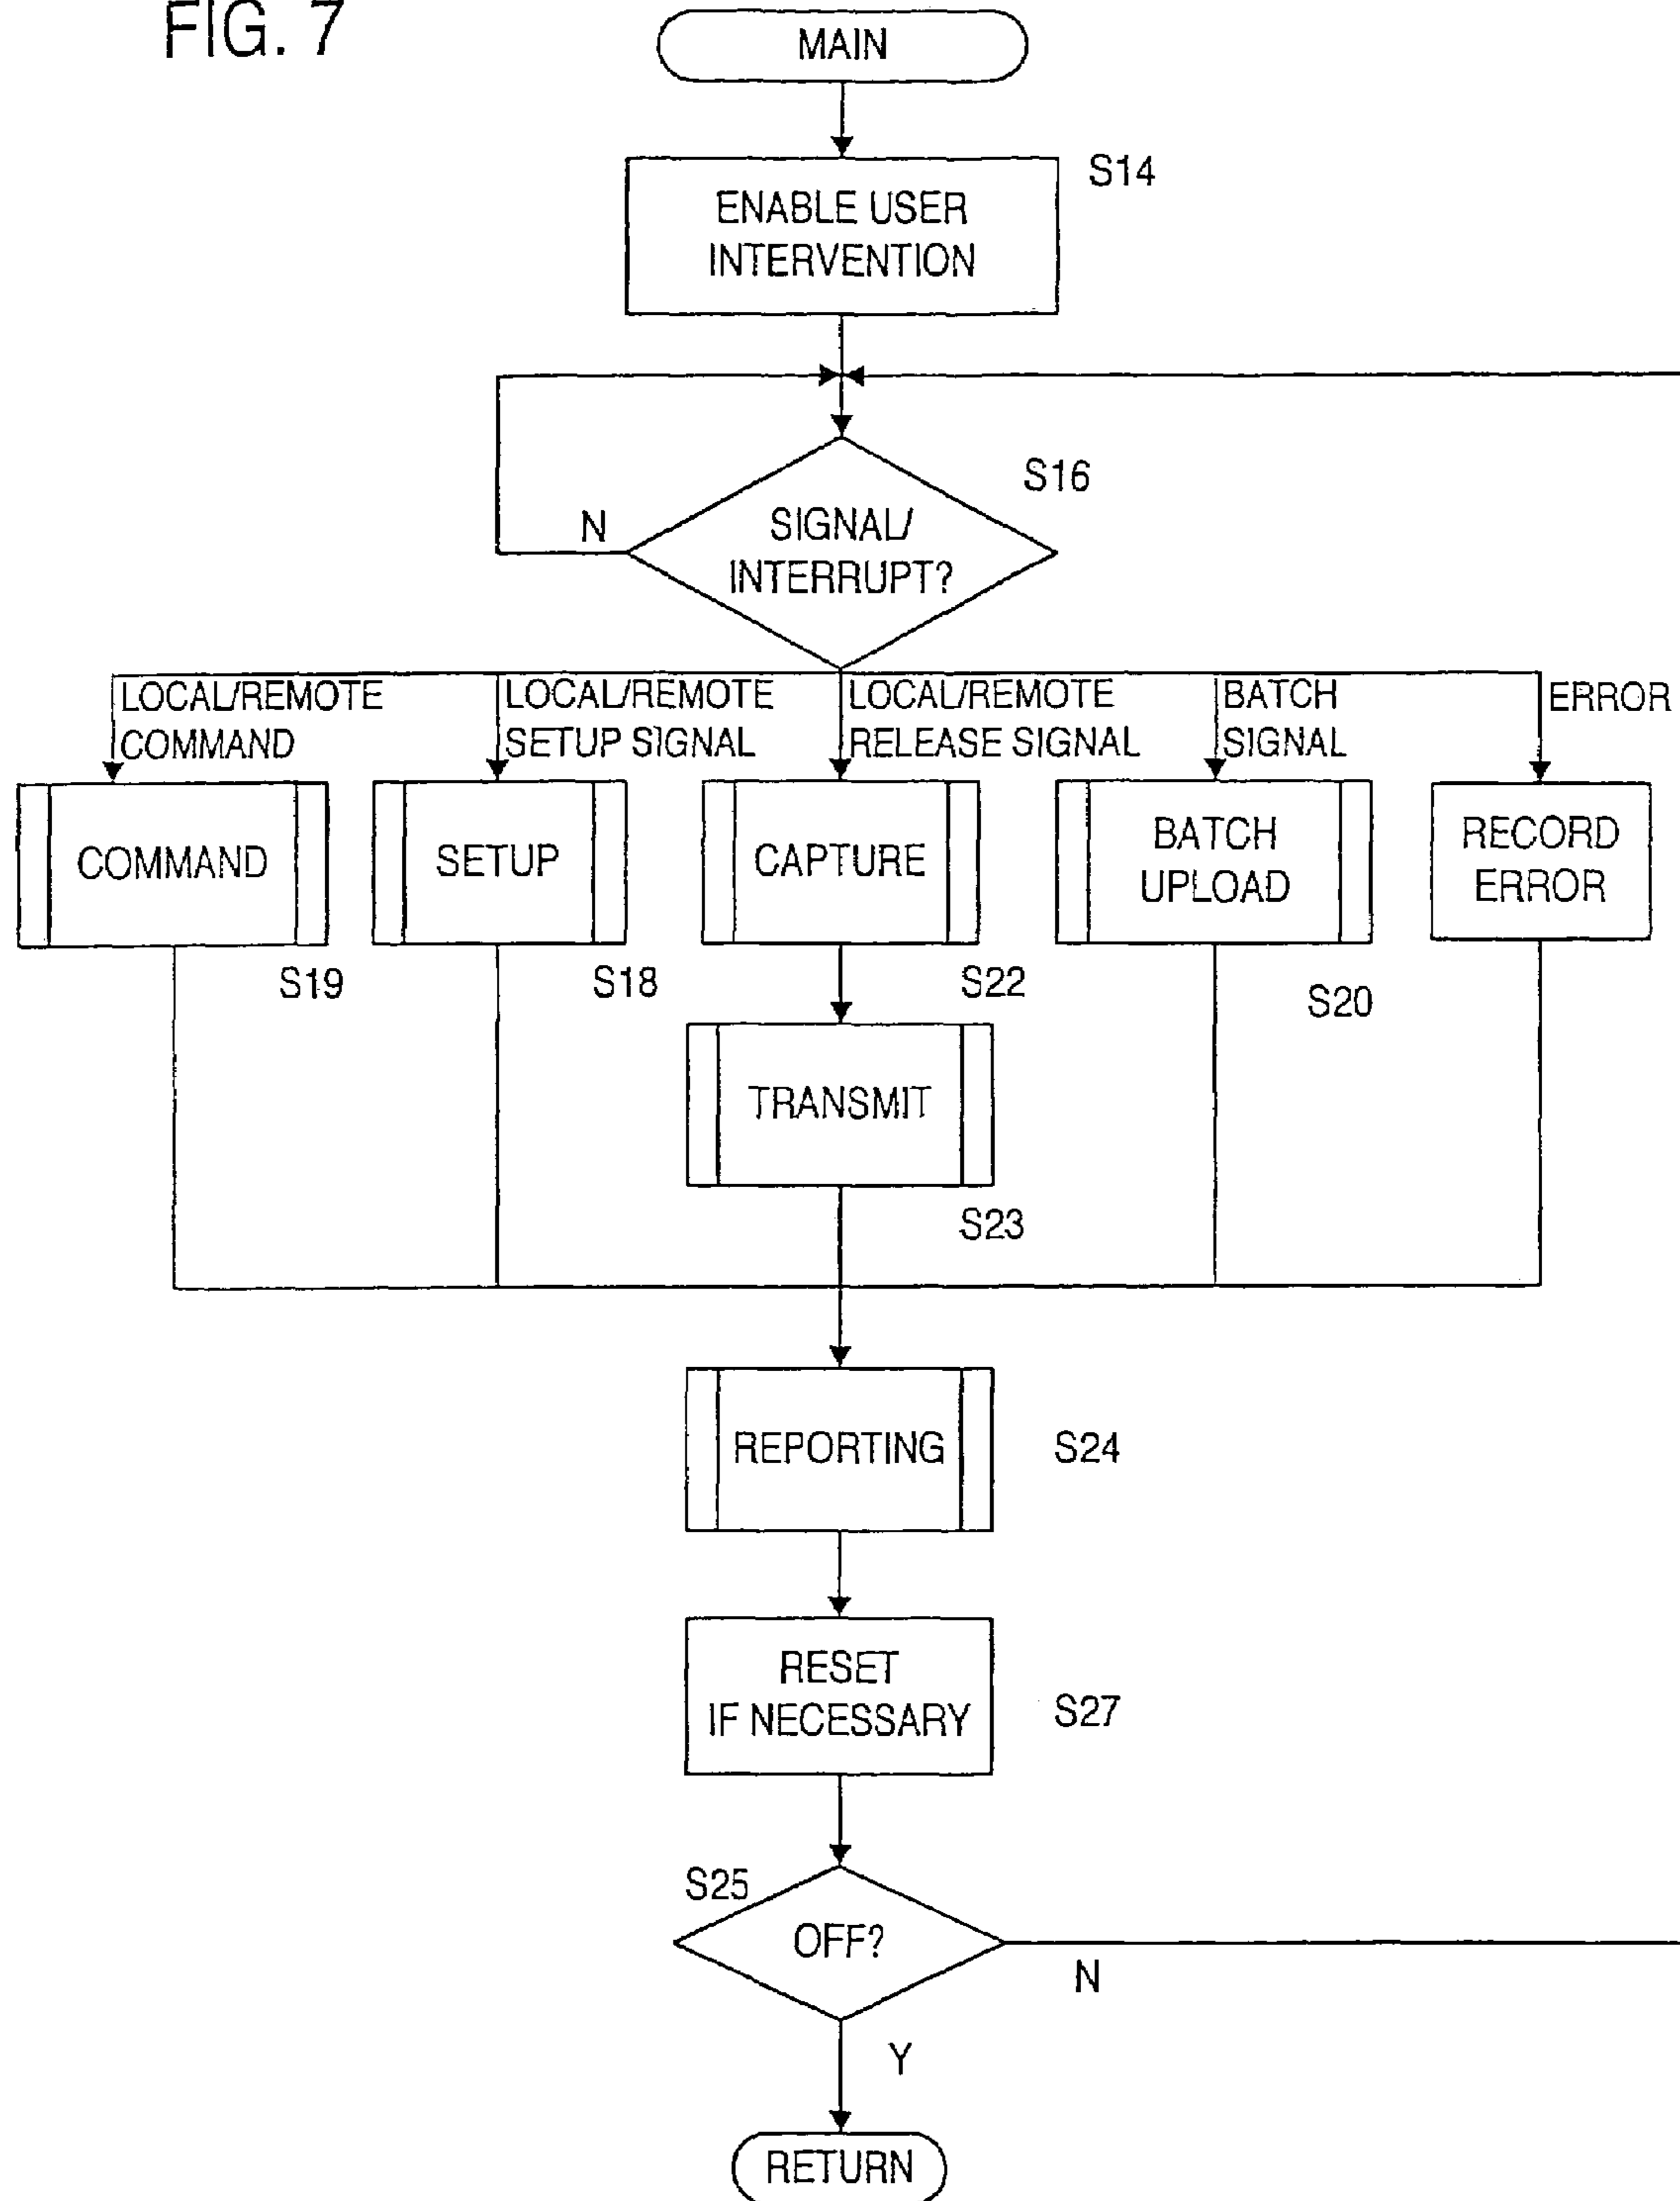 FIG. 7
MAIN
S14
ENABLE USER
INTERVENTION
S16
N
SIGNAL/
INTERRUPT?
LOCAL/REMOTE
COMMAND
LOCAL/REMOTE
SETUP SIGNAL
LOCAL/REMOTE
RELEASE SIGNAL
BATCH
SIGNAL
ERROR
COMMAND
SETUP
CAPTURE
BATCH
UPLOAD
RECORD
ERROR
S19
S18
S22
S20
TRANSMIT
S23
REPORTING
S24
RESET
IF NECESSARY
S27
S25
OFF?
N
Y
RETURN